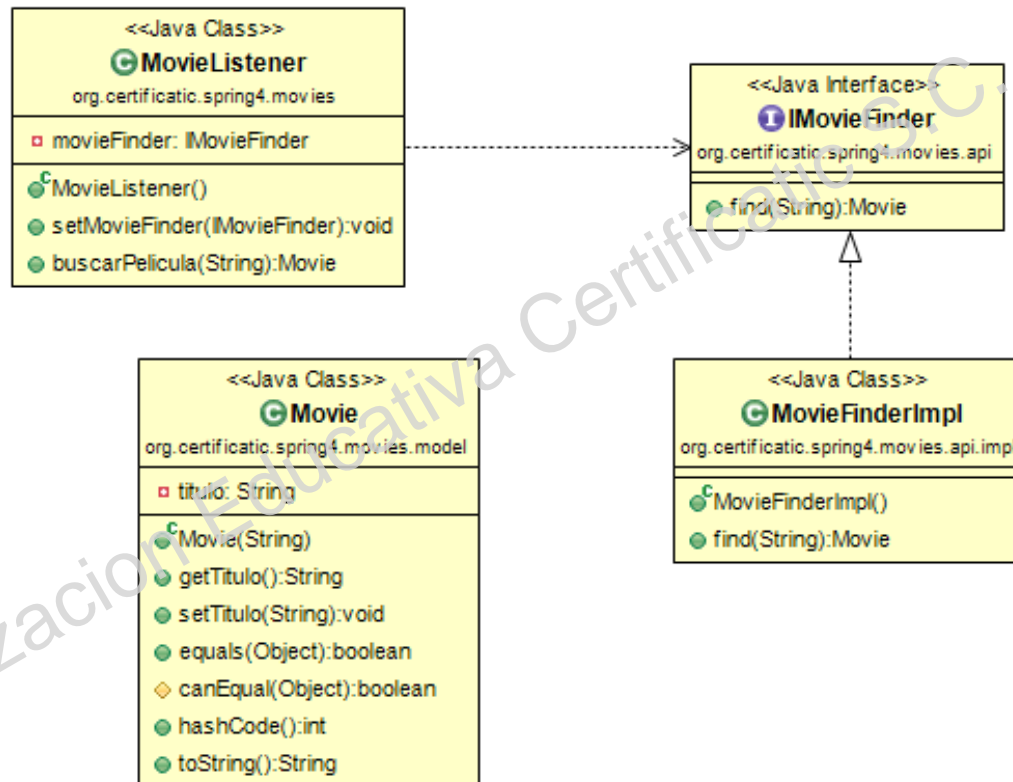 <<Java Class>>
MovieListener
org.certificatic.spring4.movies
movieFinder: IMovieFinder
MovieListener()
setMovieFinder(IMovieFinder):void
buscarPelicula(String):Movie
<<Java Interface>>
IMovieFinder
org.certificatic.spring4.movies.api
find(String):Movie
<<Java Class>>
Movie
org.certificatic.spring4.movies.model
titulo: String
Movie(String)
getTitulo():String
setTitulo(String):void
equals(Object):boolean
canEqual(Object):boolean
hashCode():int
toString():String
<<Java Class>>
MovieFinderImpl
org.certificatic.spring4.movies.api.impl
MovieFinderImpl()
find(String):Movie
zacion Educativa Certificatic S.C.